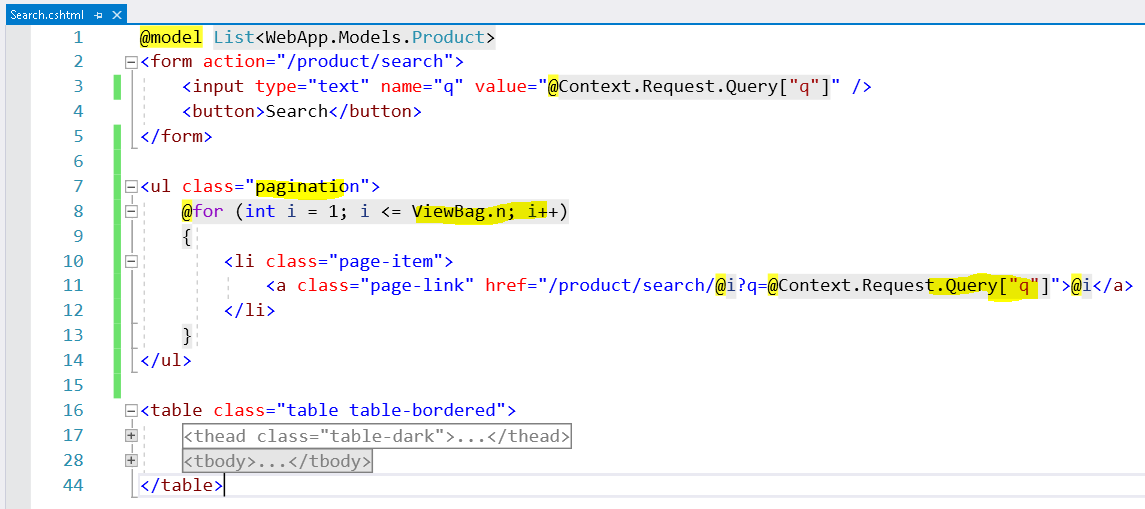 Search.cshtml
1 @model List<WebApp.Models.Product>
2 <form action="/product/search">
3 <input type="text" name="q" value="@Context.Request.Query["q"]" />
4 <button>Search</button>
5 </form>
6
7 <ul class="pagination">
8 @for (int i = 1; i <= ViewBag.n; i++)
9 {
10 <li class="page-item">
11 <a class="page-link" href="/product/search/@i?q=@Context.Request.Query["q"]">@i</a>
12 </li>
13 }
14 </ul>
15
16 <table class="table table-bordered">
17 <thead class="table-dark">...</thead>
28 <tbody>...</tbody>
44 </table>